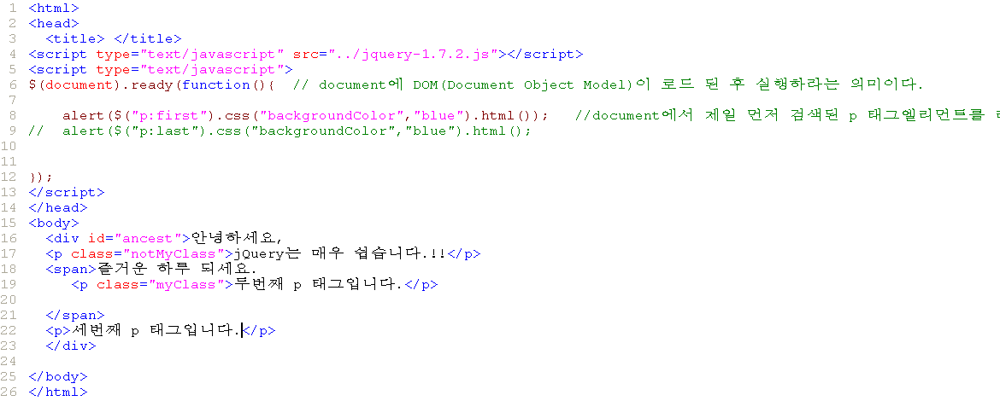 1 <html>
2 <head>
3 <title> </title>
4 <script type="text/javascript" src="../jquery-1.7.2.js"></script>
5 <script type="text/javascript">
6 $(document).ready(function(){ // document에 DOM(Document Object Model)이 로드 된 후 실행하라는 의미이다.
7
8 alert($("p:first").css("backgroundColor","blue").html()); //document에서 제일 먼저 검색된 p 태그엘리먼트를
9 // alert($("p:last").css("backgroundColor","blue").html();
10
11
12 });
13 </script>
14 </head>
15 <body>
16 <div id="ancest">안녕하세요,
17 <p class="notMyClass">jQuery는 매우 쉽습니다.!!</p>
18 <span>즐거운 하루 되세요.
19 <p class="myClass">두번째 p 태그입니다.</p>
20
21 </span>
22 <p>세번째 p 태그입니다.</p>
23 </div>
24
25 </body>
26 </html>